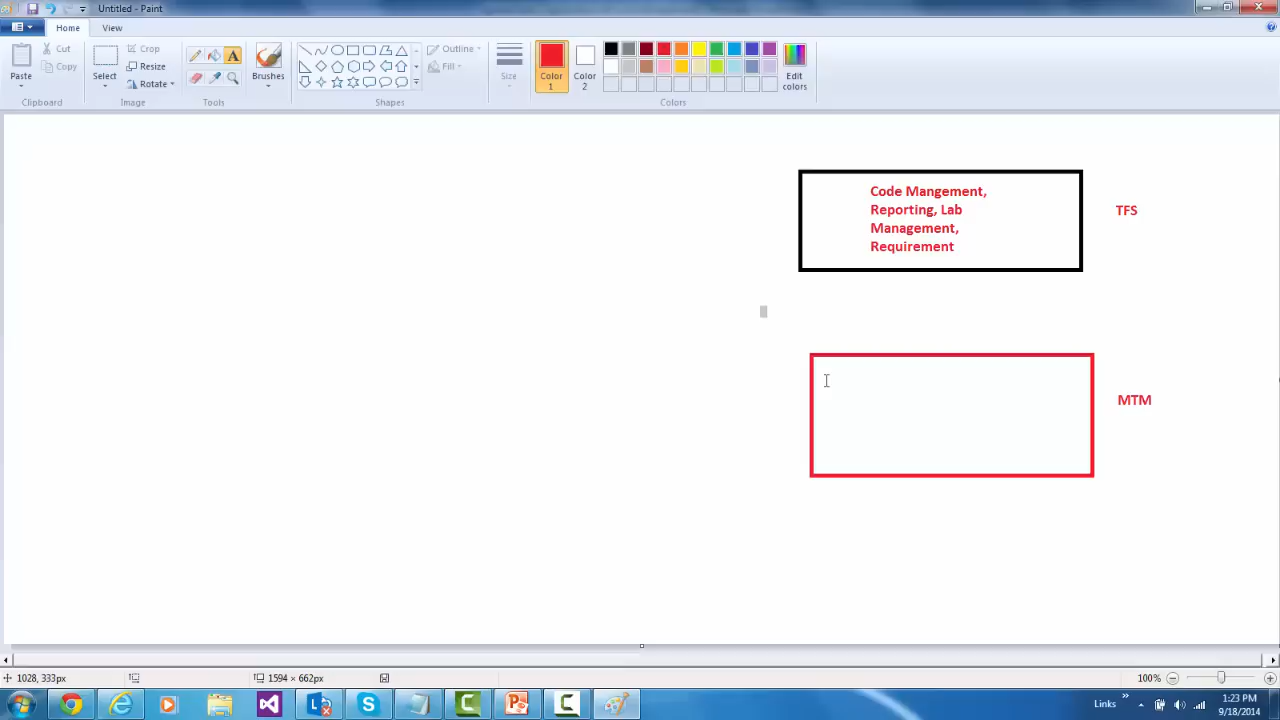 Untitled - Paint
Home View
Paste
Cut
Copy
Clipboard
Select
Crop
Resize
Rotate
Image
A
Tools
Brushes
Outline
Fill
Shapes
Size
Color 1
Color 2
Edit colors
Colors
Code Mangement,
Reporting, Lab
Management,
Requirement
TFS
MTM
1028, 333px
1594 × 662px
100%
Links
1:23 PM
9/18/2014